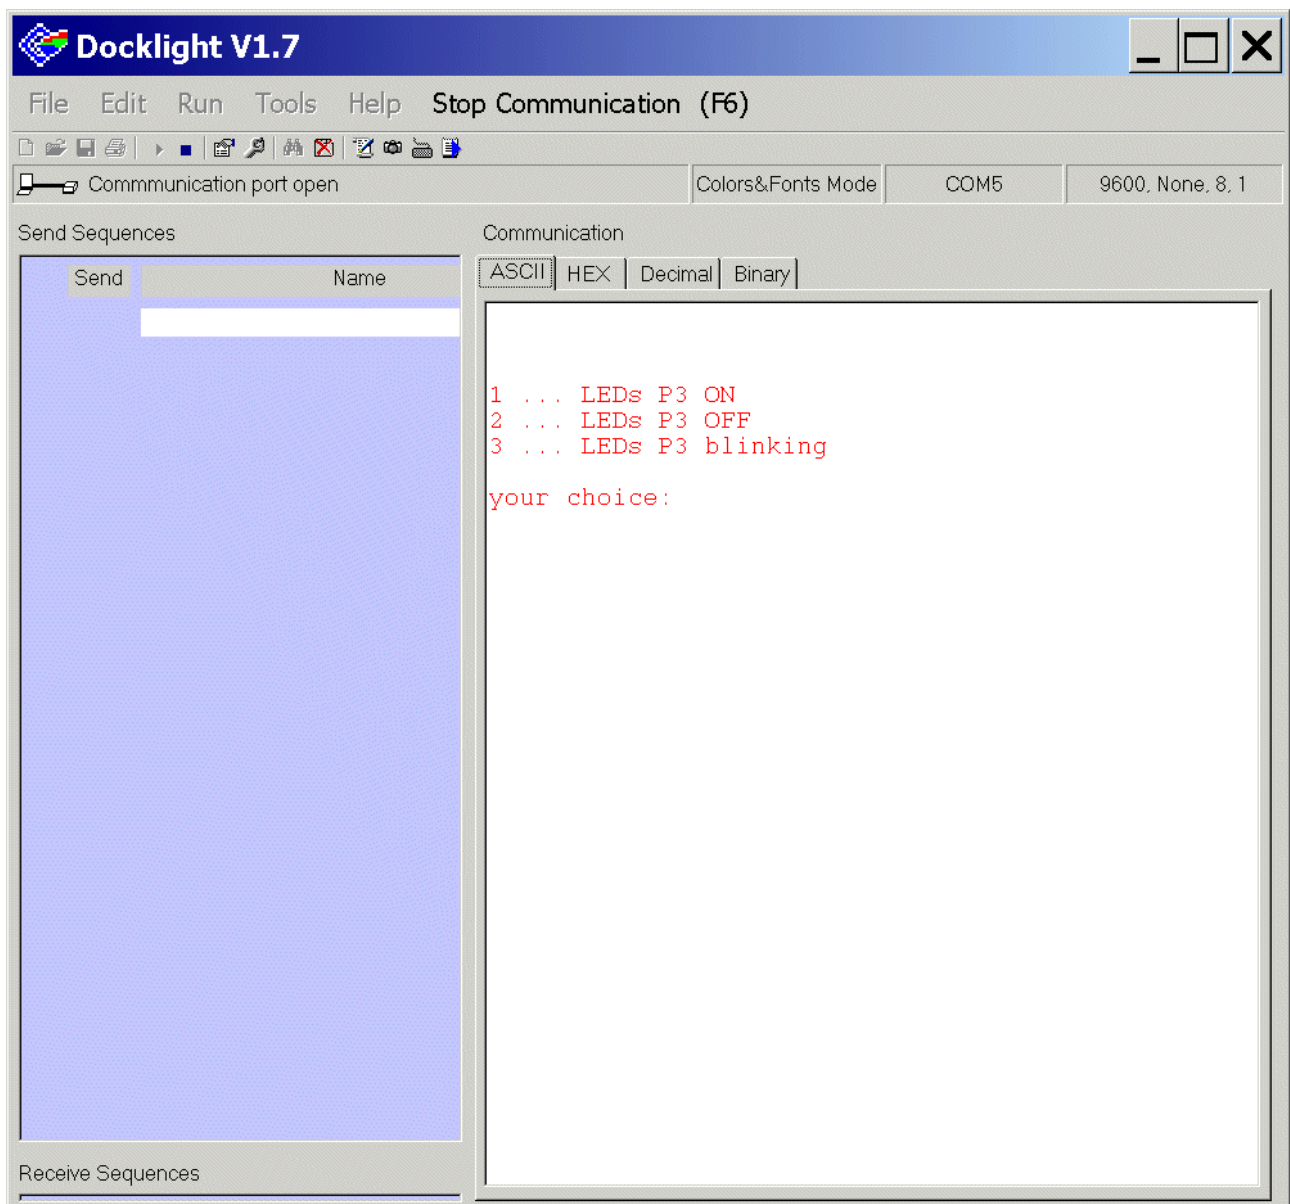 Docklight V1.7
File Edit Run Tools Help Stop Communication (F6)
Commmunication port open
Colors&Fonts Mode
COM5
9600, None, 8, 1
Send Sequences
Send Name
Communication
ASCII HEX Decimal Binary
1 ... LEDs P3 ON
2 ... LEDs P3 OFF
3 ... LEDs P3 blinking
your choice:
Receive Sequences